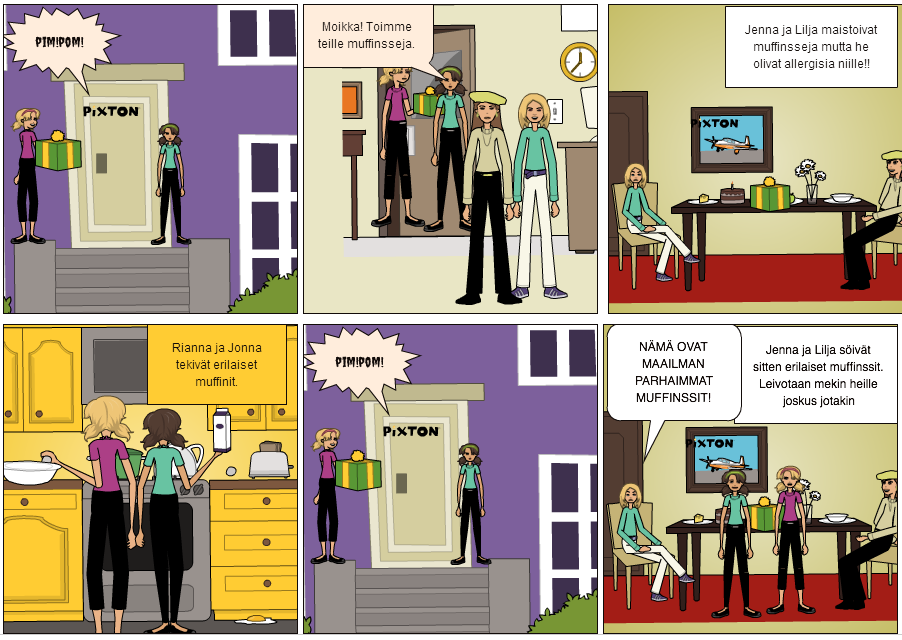 PIM!POM!
PiXTON
Moikka! Toimme
teille muffinsseja.
Jenna ja Lilja maistoivat
muffinsseja mutta he
olivat allergisia niille!!
PiXTON
Rianna ja Jonna
tekivät erilaiset
muffinit.
PIM!POM!
PiXTON
NÄMÄ OVAT
MAAILMAN
PARHAIMMAT
MUFFINSSIT!
Jenna ja Lilja söivät
sitten erilaiset muffinssit.
Leivotaan mekin heille
joskus jotakin
PiXTON